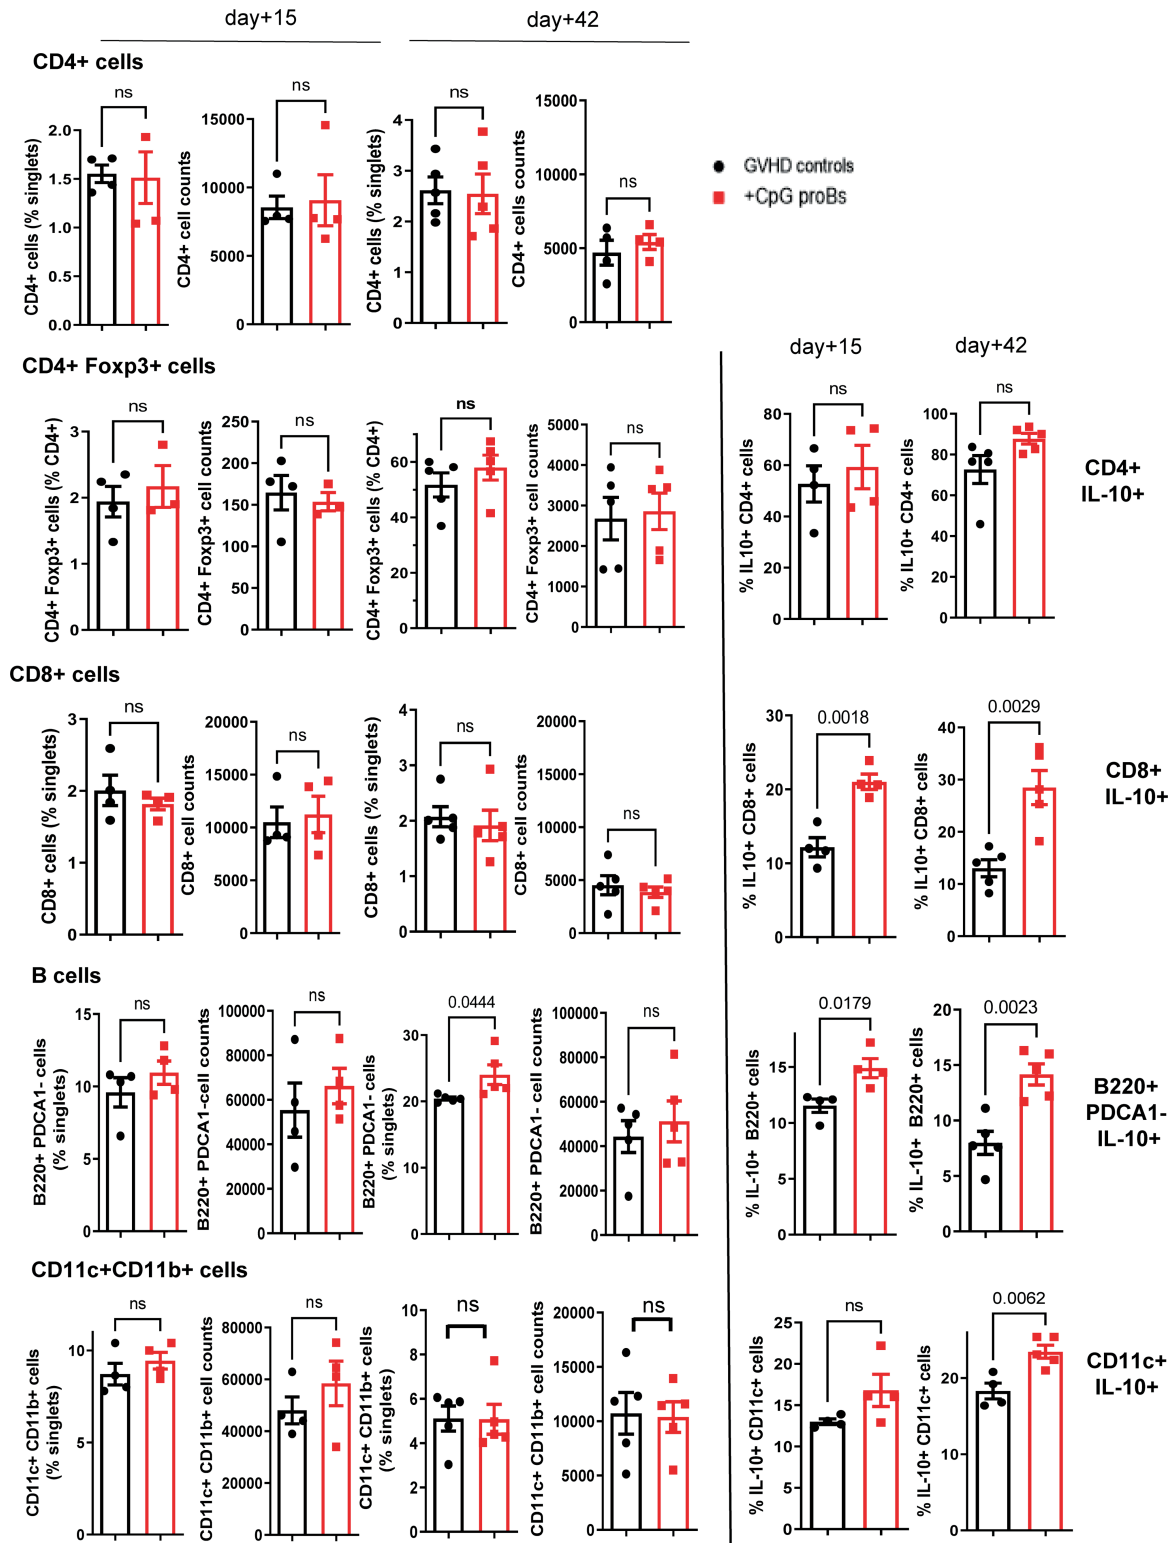 day+15
day+42
CD4+ cells
ns
ns
ns
ns
CD4+ cells (% singlets)
2.0
1.5
1.0
0.5
0.0
CD4+ cell counts
15000
10000
5000
0
CD4+ cells (% singlets)
4
3
2
1
0
CD4+ cells counts
15000
10000
5000
0
GVHD controls
+CpG proBs
CD4+ Foxp3+ cells
ns
ns
ns
ns
CD4+ Foxp3+ cells (% CD4+)
3
2
1
0
CD4+ Foxp3+ cell counts
250
200
150
100
50
0
CD4+ Foxp3+ cells (% CD4+)
60
40
20
0
CD4+ Foxp3+ cell counts
5000
4000
3000
2000
1000
0
day+15
day+42
ns
ns
% IL10+ CD4+ cells
80
60
40
20
0
% IL10+ CD4+ cells
100
80
60
40
20
0
CD4+
IL-10+
CD8+ cells
ns
ns
ns
ns
CD8+ cells (% singlets)
3
2
1
0
CD8+ cell counts
20000
15000
10000
5000
0
CD8+ cells (% singlets)
4
3
2
1
0
CD8+ cell counts
20000
15000
10000
5000
0
0.0018
0.0029
% IL10+ CD8+ cells
30
20
10
0
% IL10+ CD8+ cells
40
30
20
10
0
CD8+
IL-10+
B cells
ns
ns
0.0444
ns
B220+ PDCA1- cells
(% singlets)
15
10
5
0
B220+ PDCA1-cell counts
100000
80000
60000
40000
20000
0
B220+ PDCA1- cells
(% singlets)
30
20
10
0
B220+ PDCA1- cell counts
100000
80000
60000
40000
20000
0
0.0179
0.0023
% IL-10+ B220+ cells
15
10
5
0
% IL-10+ B220+ cells
20
15
10
5
0
B220+
PDCA1-
IL-10+
CD11c+CD11b+ cells
ns
ns
ns
ns
CD11c+ CD11b+ cells
(% singlets)
10
5
0
CD11c+ CD11b+ cell counts
80000
60000
40000
20000
0
CD11c+ CD11b+ cells
(% singlets)
10
8
6
4
2
0
CD11c+ CD11b+ cell counts
20000
15000
10000
5000
0
ns
0.0062
% IL-10+ CD11c+ cells
25
20
15
10
5
0
% IL-10+ CD11c+ cells
20
10
0
CD11c+
IL-10+